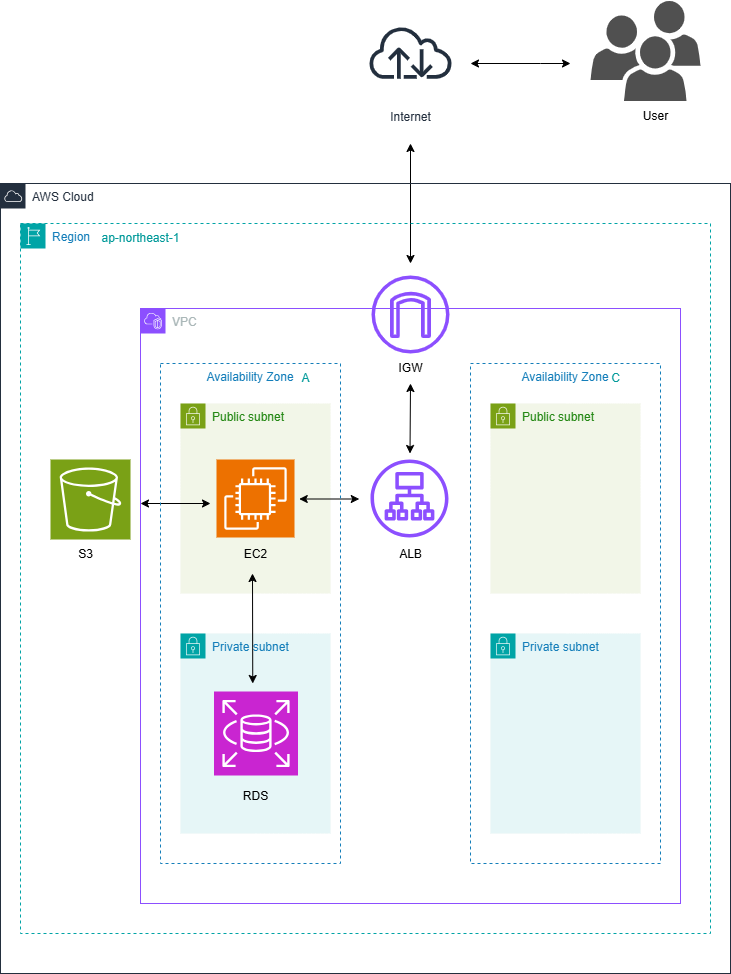 Internet
User
AWS Cloud
Region ap-northeast-1
VPC
IGW
Availability Zone A
Availability Zone C
Public subnet
Public subnet
S3
EC2
ALB
Private subnet
Private subnet
RDS